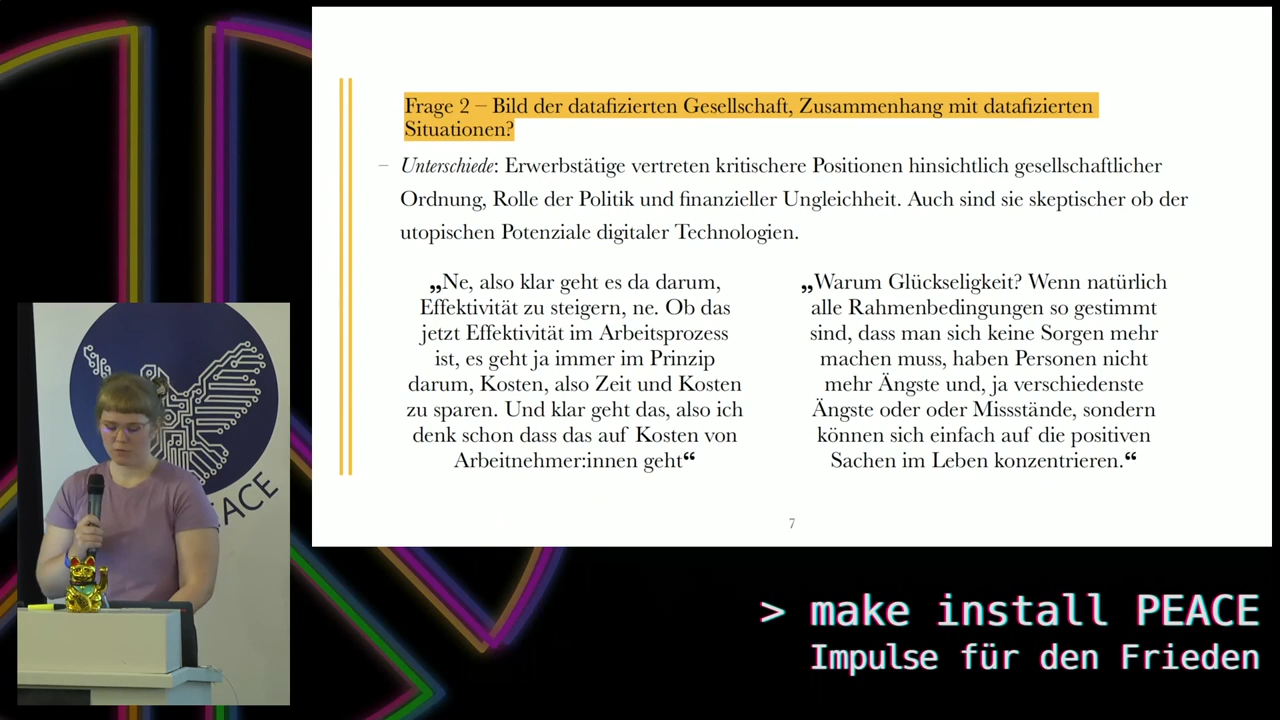 Frage 2 – Bild der datafizierten Gesellschaft, Zusammenhang mit datafizierten
Situationen?
– Unterschiede: Erwerbstätige vertreten kritischere Positionen hinsichtlich gesellschaftlicher
Ordnung, Rolle der Politik und finanzieller Ungleichheit. Auch sind sie skeptischer ob der
utopischen Potenziale digitaler Technologien.
„Ne, also klar geht es da darum,
Effektivität zu steigern, ne. Ob das
jetzt Effektivität im Arbeitsprozess
ist, es geht ja immer im Prinzip
darum, Kosten, also Zeit und Kosten
zu sparen. Und klar geht das, also ich
denk schon dass das auf Kosten von
Arbeitnehmer:innen geht“
„Warum Glückseligkeit? Wenn natürlich
alle Rahmenbedingungen so gestimmt
sind, dass man sich keine Sorgen mehr
machen muss, haben Personen nicht
mehr Ängste und, ja verschiedenste
Ängste oder oder Missstände, sondern
können sich einfach auf die positiven
Sachen im Leben konzentrieren.“
7
EACE
> make install PEACE
Impulse für den Frieden